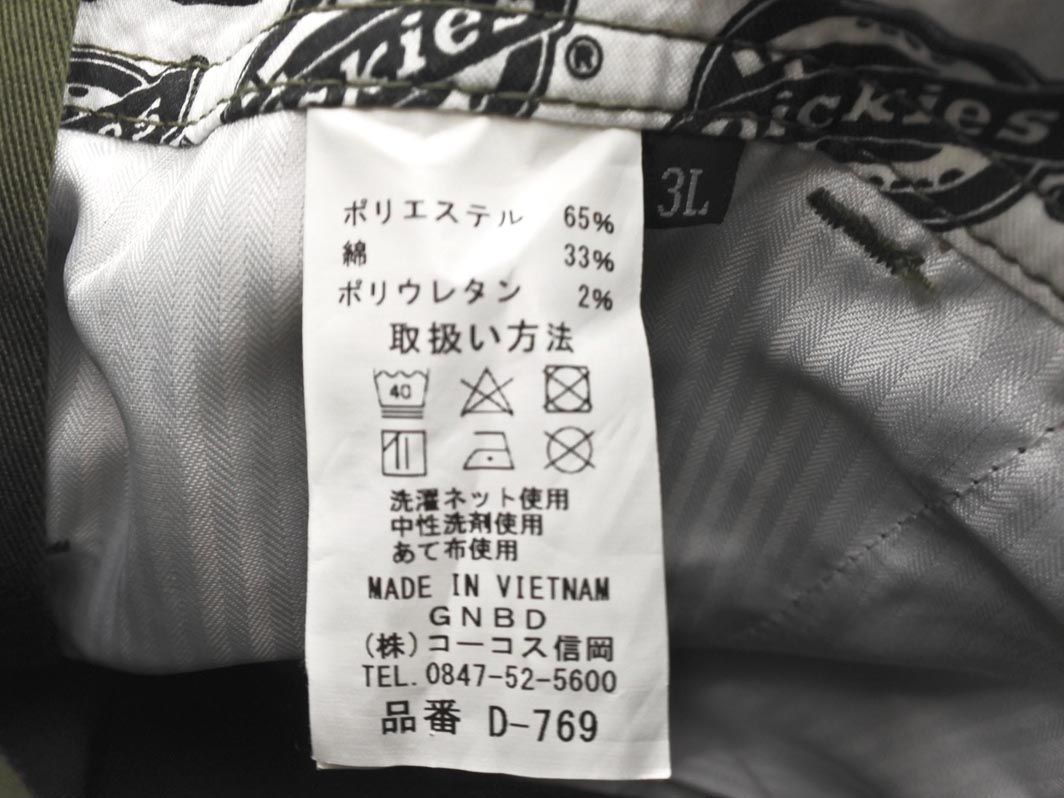 Dickies ®
Dickies
3L
ポリエステル 65%
綿 33%
ポリウレタン 2%
取扱い方法
40
洗濯ネット使用
中性洗剤使用
あて布使用
MADE IN VIETNAM
GNBD
(株)コーコス信岡
TEL. 0847-52-5600
品番 D-769